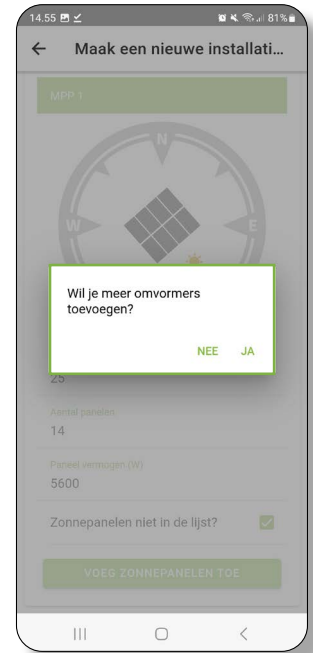 14.55 81%
Maak een nieuwe installati...
MPP 1
N
W E
Wil je meer omvormers
toevoegen?
NEE JA
25
Aantal panelen
14
Paneel vermogen (W)
5600
Zonnepanelen niet in de lijst?
VOEG ZONNEPANELEN TOE